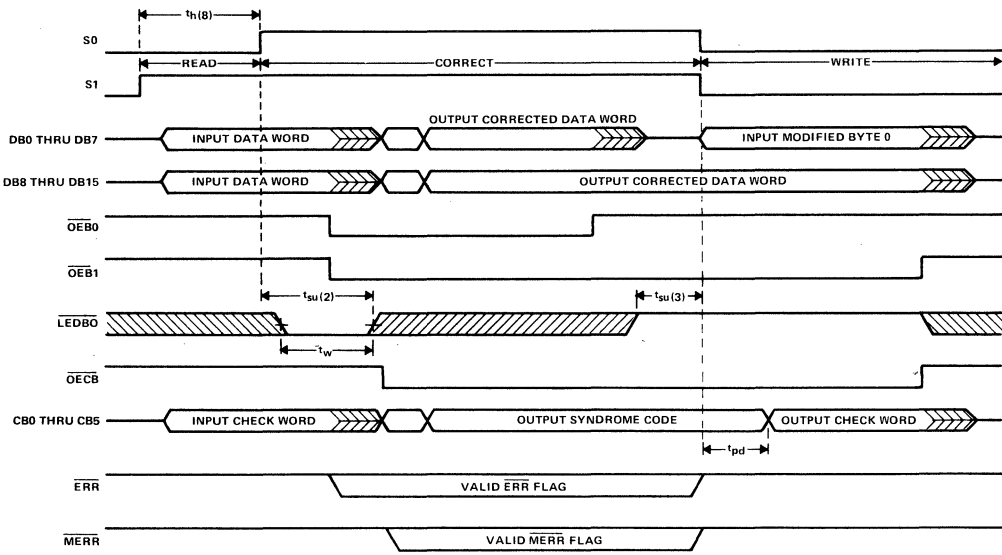 th(8)
S0
READ CORRECT WRITE
S1
OUTPUT CORRECTED DATA WORD
DB0 THRU DB7 INPUT DATA WORD INPUT MODIFIED BYTE 0
DB8 THRU DB15 INPUT DATA WORD OUTPUT CORRECTED DATA WORD
OEB0
OEB1
tsu(2) tsu(3)
LEDBO
tw
OECB
CB0 THRU CB5 INPUT CHECK WORD OUTPUT SYNDROME CODE OUTPUT CHECK WORD
tpd
ERR VALID ERR FLAG
MERR VALID MERR FLAG